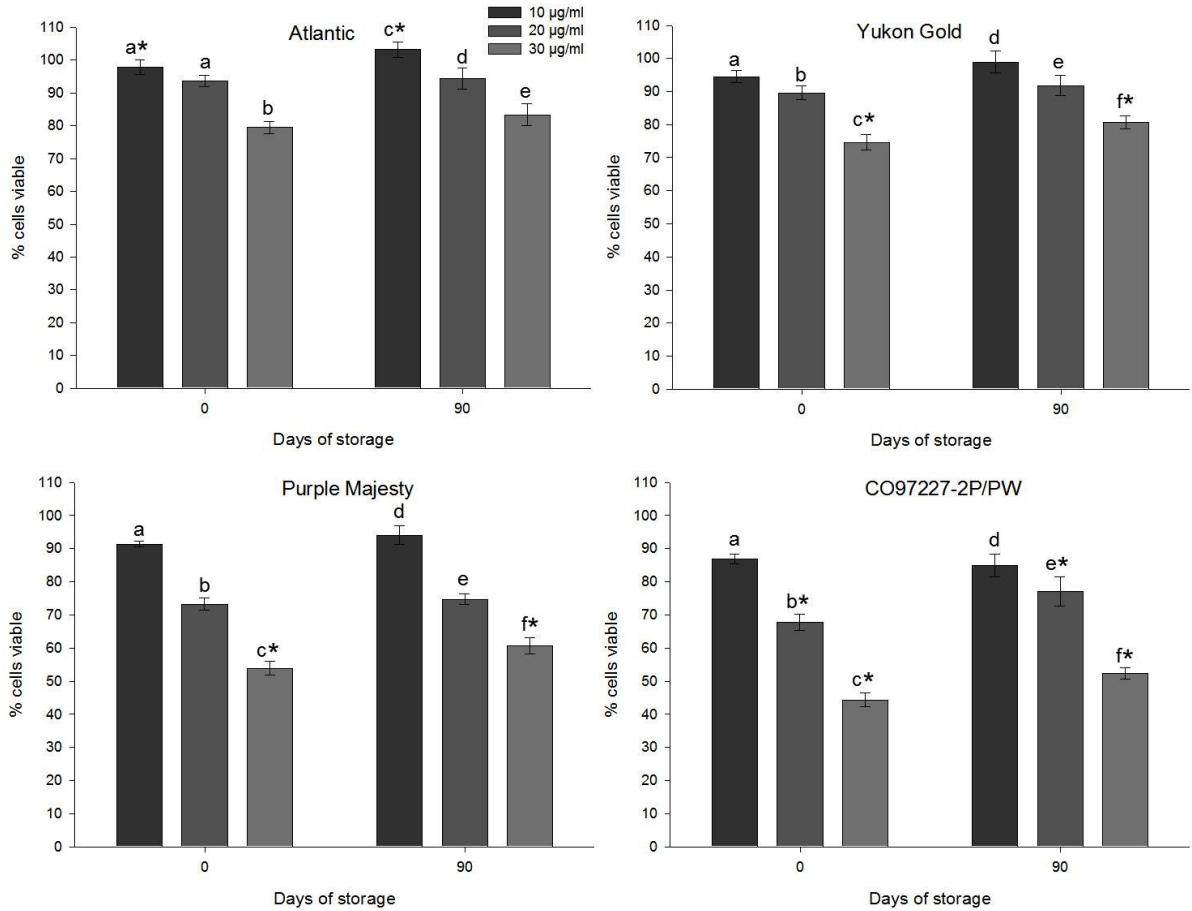 Atlantic
10 µg/ml
20 µg/ml
30 µg/ml
% cells viable
110
100
90
80
70
60
50
40
30
20
10
0
a* a b c* d e
0 90
Days of storage
Yukon Gold
% cells viable
110
100
90
80
70
60
50
40
30
20
10
0
a b c* d e f*
0 90
Days of storage
Purple Majesty
% cells viable
110
100
90
80
70
60
50
40
30
20
10
0
a b c* d e f*
0 90
Days of storage
CO97227-2P/PW
% cells viable
110
100
90
80
70
60
50
40
30
20
10
0
a b* c* d e* f*
0 90
Days of storage